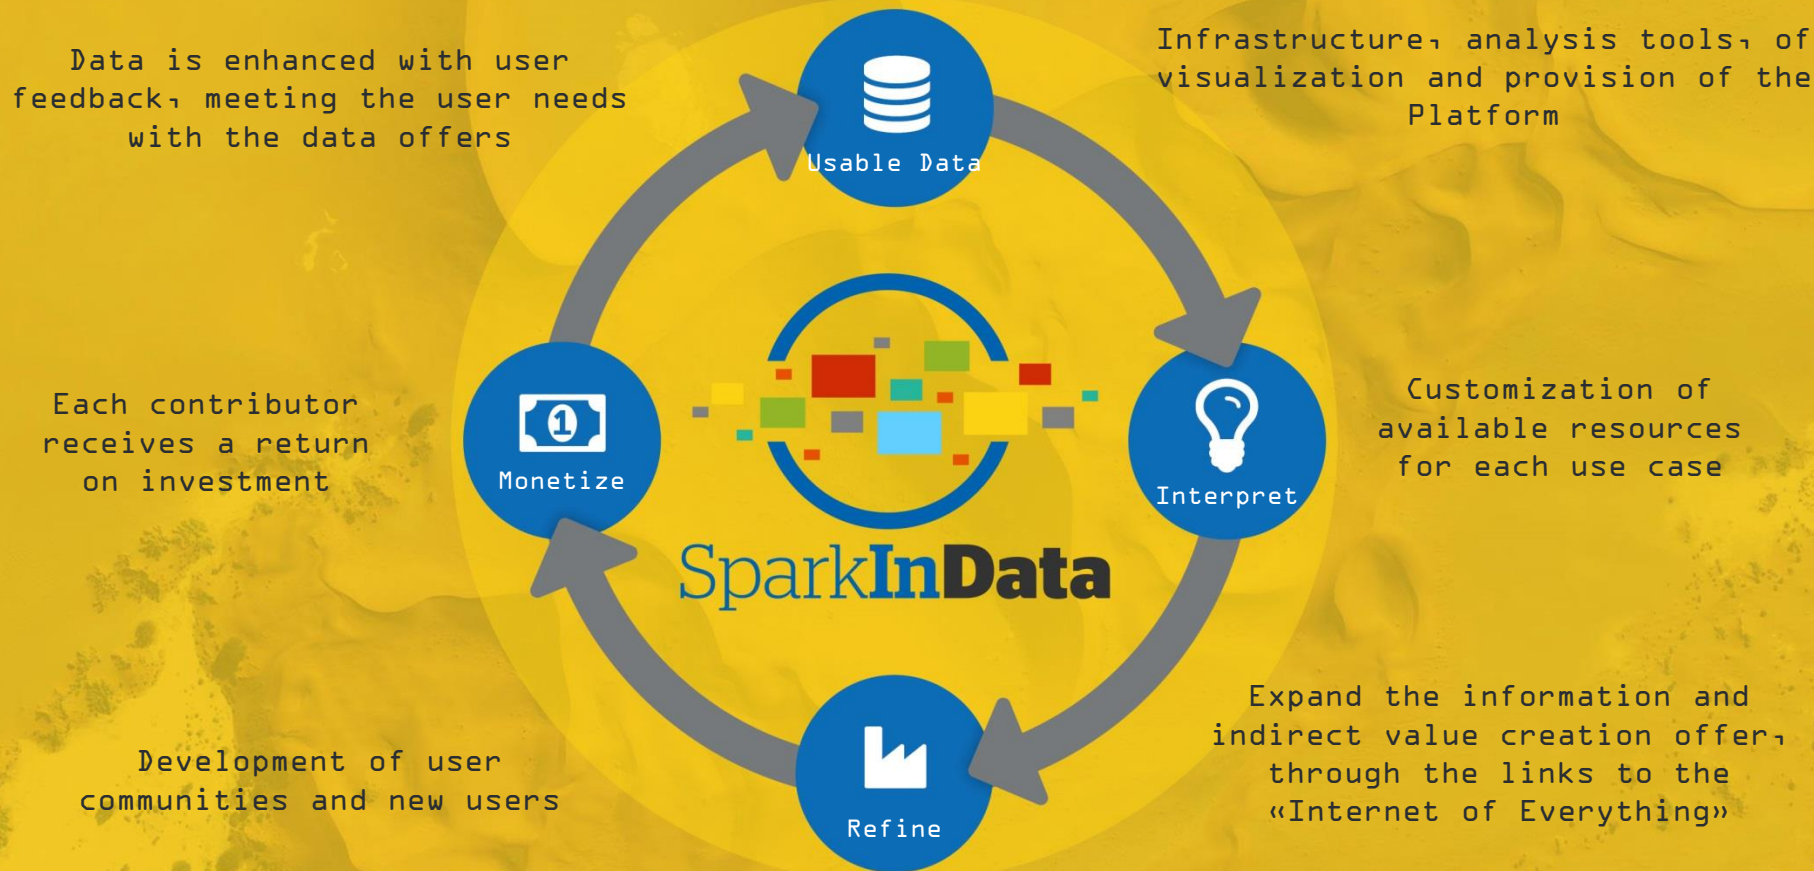 Data is enhanced with user
feedback, meeting the user needs
with the data offers
Usable Data
Infrastructure, analysis tools, of
visualization and provision of the
Platform
Each contributor
receives a return
on investment
Monetize
SparkInData
Interpret
Customization of
available resources
for each use case
Development of user
communities and new users
Refine
Expand the information and
indirect value creation offer,
through the links to the
«Internet of Everything»